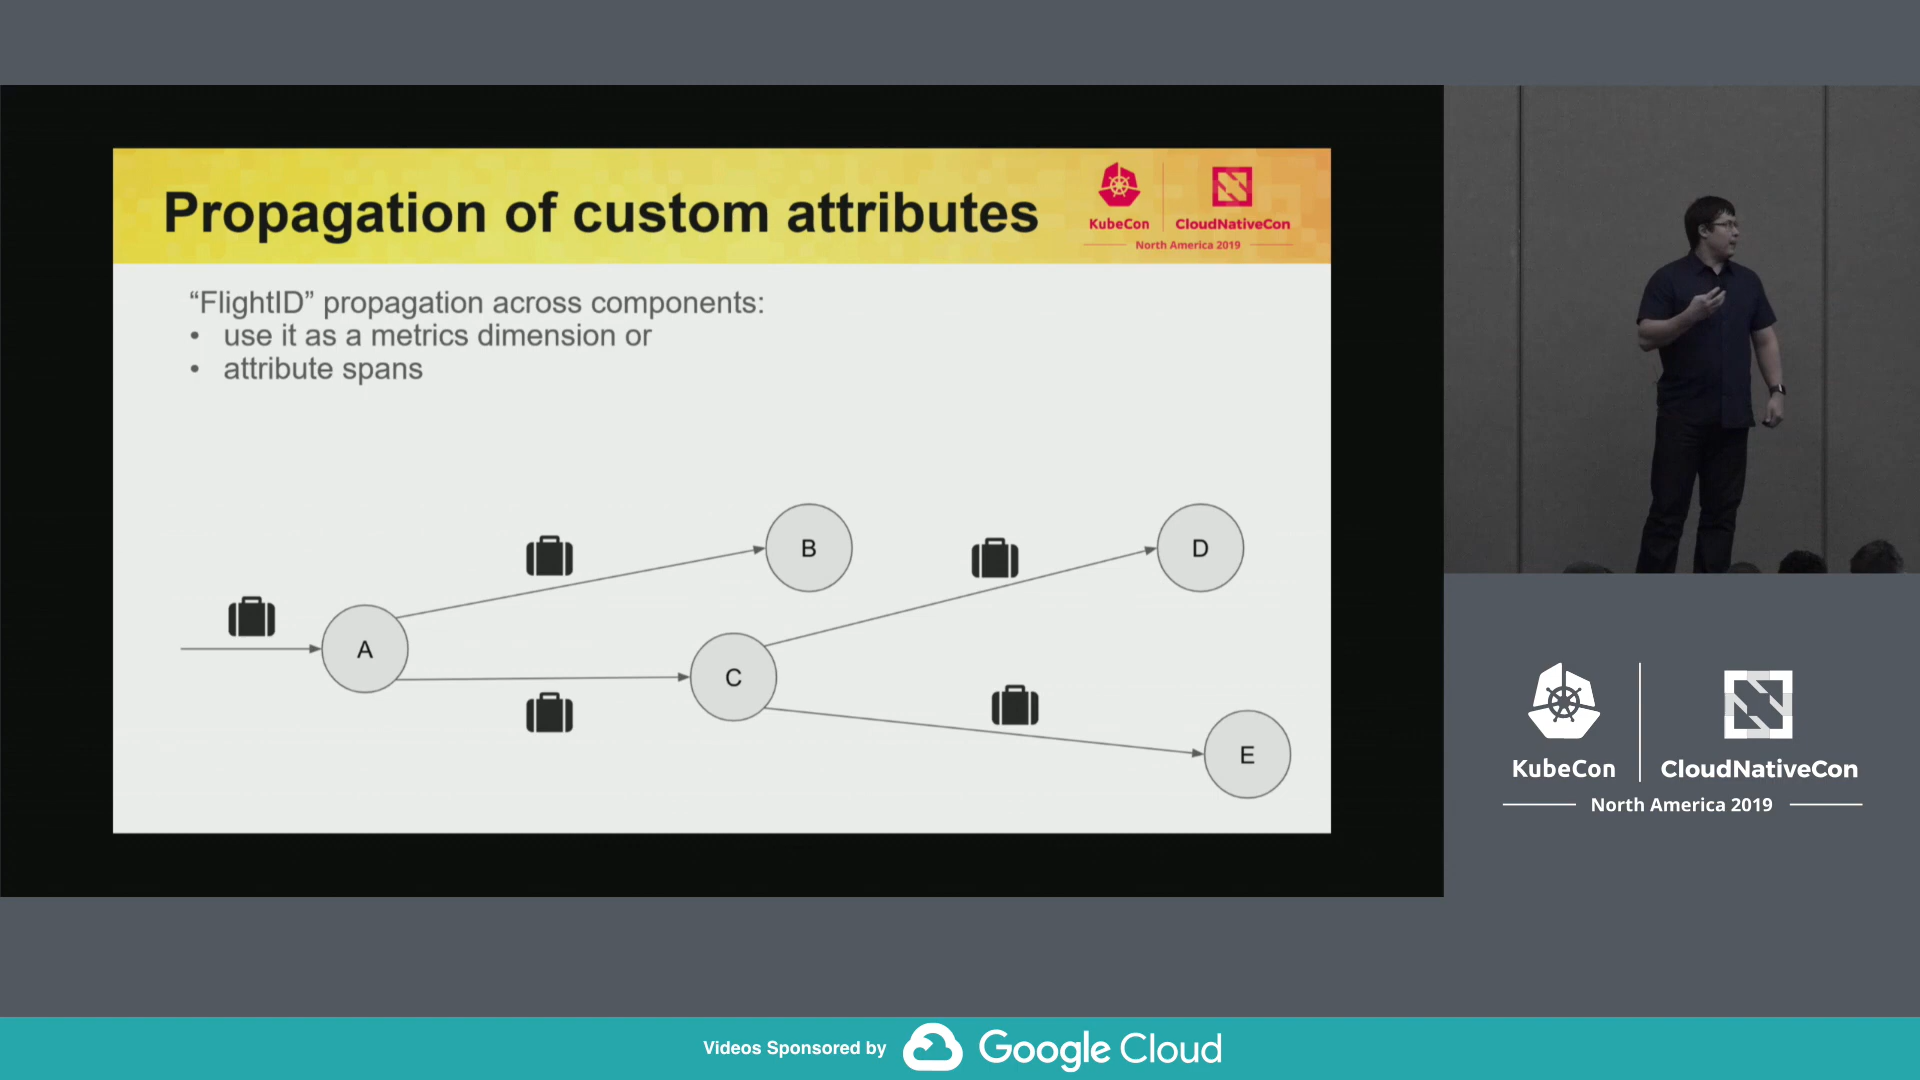 Propagation of custom attributes
KubeCon
CloudNativeCon
North America 2019
“FlightID” propagation across components:
• use it as a metrics dimension or
• attribute spans
B
D
A
C
E
KubeCon
CloudNativeCon
North America 2019
Videos Sponsored by
Google Cloud